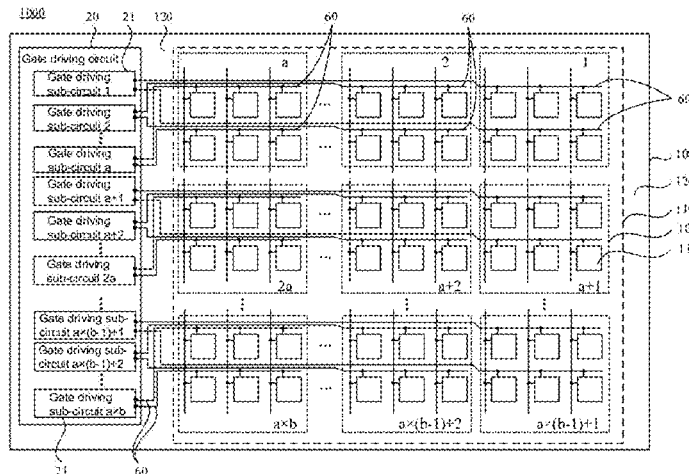 1000
20
21
120
60
60
Gate driving circuit
a
2
1
Gate driving
sub-circuit 1
60
Gate driving
sub-circuit 2
Gate driving
sub-circuit a
...
...
Gate driving
sub-circuit a+1
Gate driving
sub-circuit a+2
Gate driving
sub-circuit 2a
...
...
2a
a+2
a+1
Gate driving sub-
circuit a×(b-1)+1
Gate driving sub-
circuit a×(b-1)+2
...
...
Gate driving
sub-circuit a×b
a×b
a×(b-1)+2
a×(b-1)+1
21
60